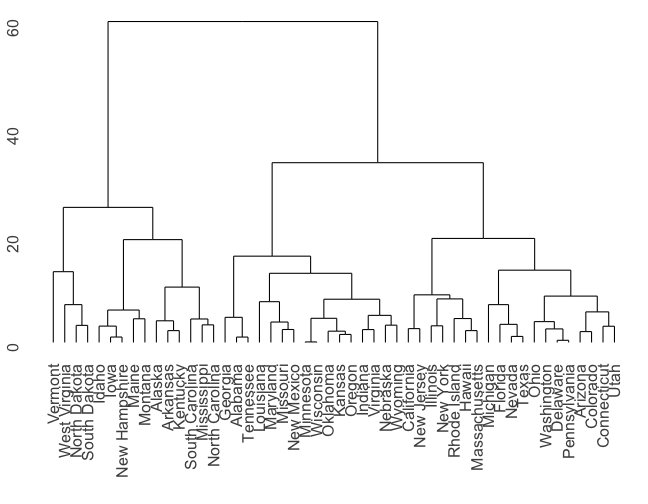 60
40
20
0
Vermont
West Virginia
North Dakota
South Dakota
Idaho
Iowa
New Hampshire
Maine
Montana
Alaska
Arkansas
Kentucky
South Carolina
Mississippi
North Carolina
Georgia
Alabama
Tennessee
Louisiana
Maryland
Missouri
New Mexico
Minnesota
Wisconsin
Oklahoma
Kansas
Oregon
Indiana
Virginia
Nebraska
Wyoming
California
New Jersey
Illinois
New York
Rhode Island
Hawaii
Massachusetts
Michigan
Florida
Nevada
Texas
Ohio
Washington
Delaware
Pennsylvania
Arizona
Colorado
Connecticut
Utah